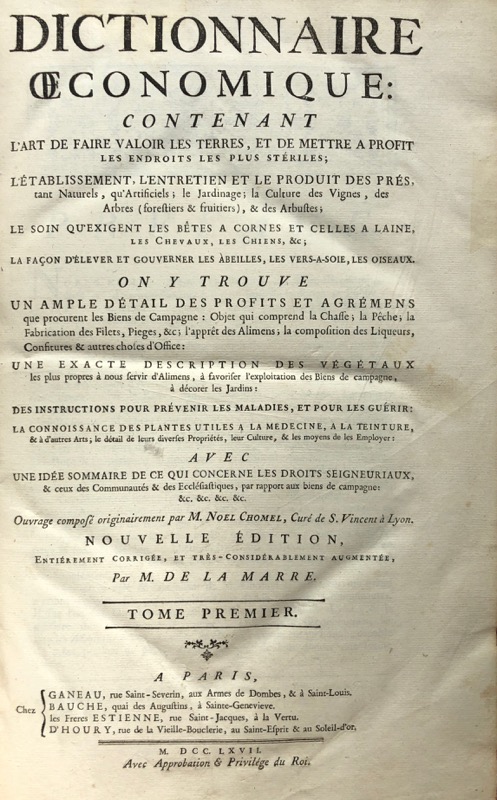 DICTIONNAIRE
ŒCONOMIQUE:
CONTENANT
L'ART DE FAIRE VALOIR LES TERRES, ET DE METTRE A PROFIT
LES ENDROITS LES PLUS STÉRILES;
L'ÉTABLISSEMENT, L'ENTRETIEN ET LE PRODUIT DES PRÉS,
tant Naturels, qu'Artificiels; le Jardinage; la Culture des Vignes, des
Arbres (forestiers & fruitiers), & des Arbustes;
LE SOIN QU'EXIGENT LES BÊTES A CORNES ET CELLES A LAINE,
LES CHEVAUX, LES CHIENS, &c;
LA FAÇON D'ÉLEVER ET GOUVERNER LES ÀBEILLES, LES VERS-A-SOIE, LES OISEAUX.
ON Y TROUVE
UN AMPLE DÉTAIL DES PROFITS ET AGRÉMENS
que procurent les Biens de Campagne: Objet qui comprend la Chasse; la Pêche; la
Fabrication des Filets, Pieges, &c; l'apprêt des Alimens; la composition des Liqueurs,
Confitures & autres choses d'Office:
UNE EXACTE DESCRIPTION DES VÉGÉTAUX
les plus propres à nous servir d'Alimens, à favoriser l'exploitation des Biens de campagne,
à décorer les Jardins:
DES INSTRUCTIONS POUR PRÉVENIR LES MALADIES, ET POUR LES GUÉRIR:
LA CONNOISSANCE DES PLANTES UTILES A LA MEDECINE, A LA TEINTURE,
& à d'autres Arts; le détail de leurs diverses Propriétés, leur Culture, & les moyens de les Employer:
AVEC
UNE IDÉE SOMMAIRE DE CE QUI CONCERNE LES DROITS SEIGNEURIAUX,
& ceux des Communautés & des Ecclésiastiques, par rapport aux biens de campagne:
&c. &c. &c. &c.
Ouvrage composé originairement par M. NOEL CHOMEL, Curé de S. Vincent à Lyon.
NOUVELLE ÉDITION,
ENTIÉREMENT CORRIGÉE, ET TRÈS-CONSIDÉRABLEMENT AUGMENTÉE,
Par M. DE LA MARRE.
TOME PREMIER.
A PARIS,
Chez { GANEAU, rue Saint-Severin, aux Armes de Dombes, & à Saint-Louis.
BAUCHE, quai des Augustins, à Sainte-Genevieve.
les Freres ESTIENNE, rue Saint-Jacques, à la Vertu.
D'HOURY, rue de la Vieille-Bouclerie, au Saint-Esprit & au Soleil-d'or.
M. DCC. LXVII.
Avec Approbation & Privilége du Roi.